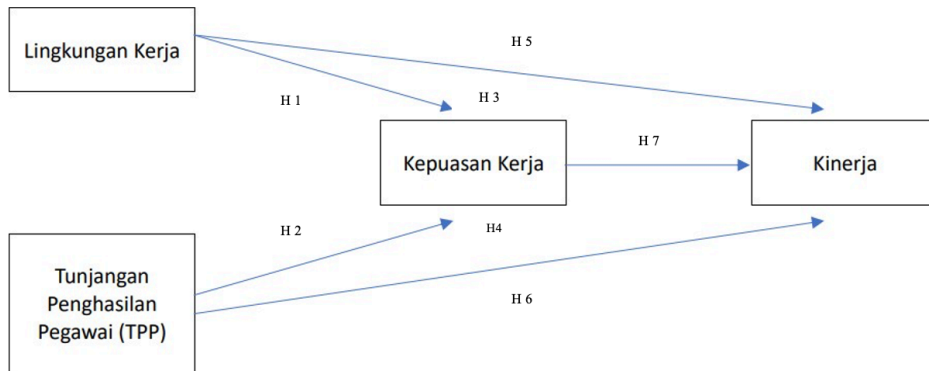 Lingkungan Kerja
H 5
H 1
H 3
Kepuasan Kerja
H 7
Kinerja
H 2
H4
Tunjangan
Penghasilan
Pegawai (TPP)
H 6